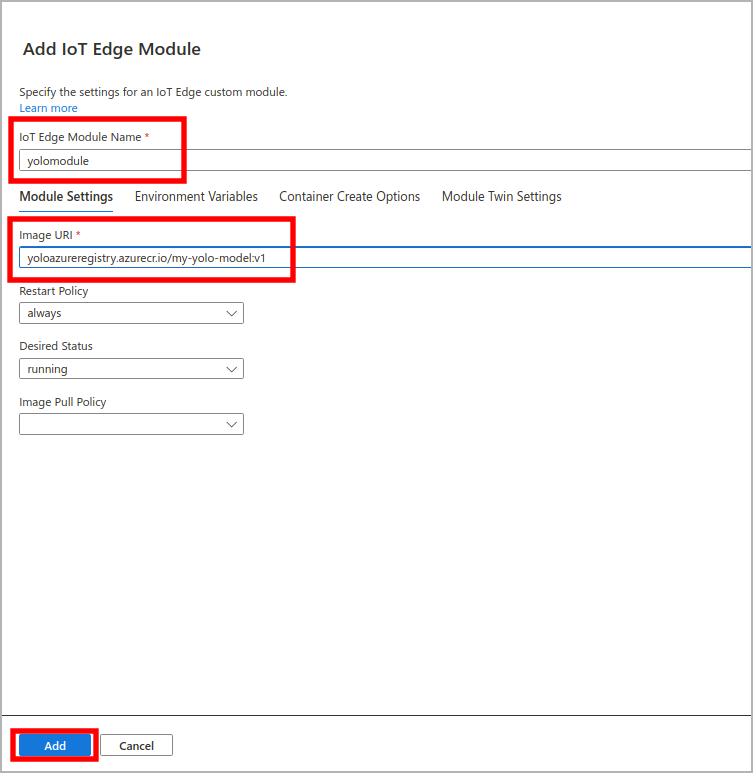 Add IoT Edge Module
Specify the settings for an IoT Edge custom module.
Learn more
IoT Edge Module Name *
yolomodule
Module Settings Environment Variables Container Create Options Module Twin Settings
Image URI *
yoloazureregistry.azurecr.io/my-yolo-model:v1
Restart Policy
always
Desired Status
running
Image Pull Policy
Add Cancel